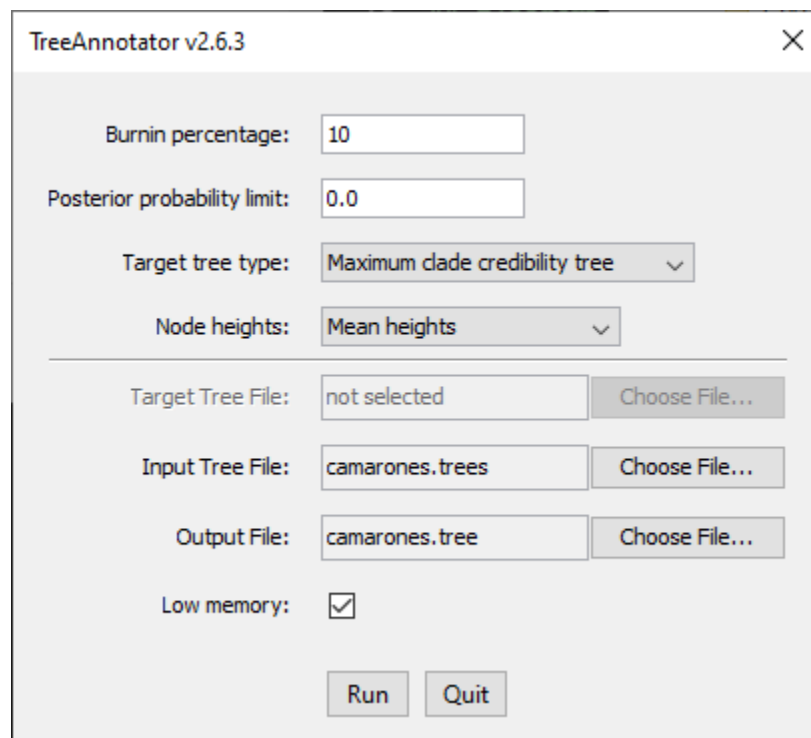 TreeAnnotator v2.6.3
Burnin percentage: 10
Posterior probability limit: 0.0
Target tree type: Maximum clade credibility tree
Node heights: Mean heights
Target Tree File: not selected Choose File...
Input Tree File: camarones.trees Choose File...
Output File: camarones.tree Choose File...
Low memory:
Run Quit